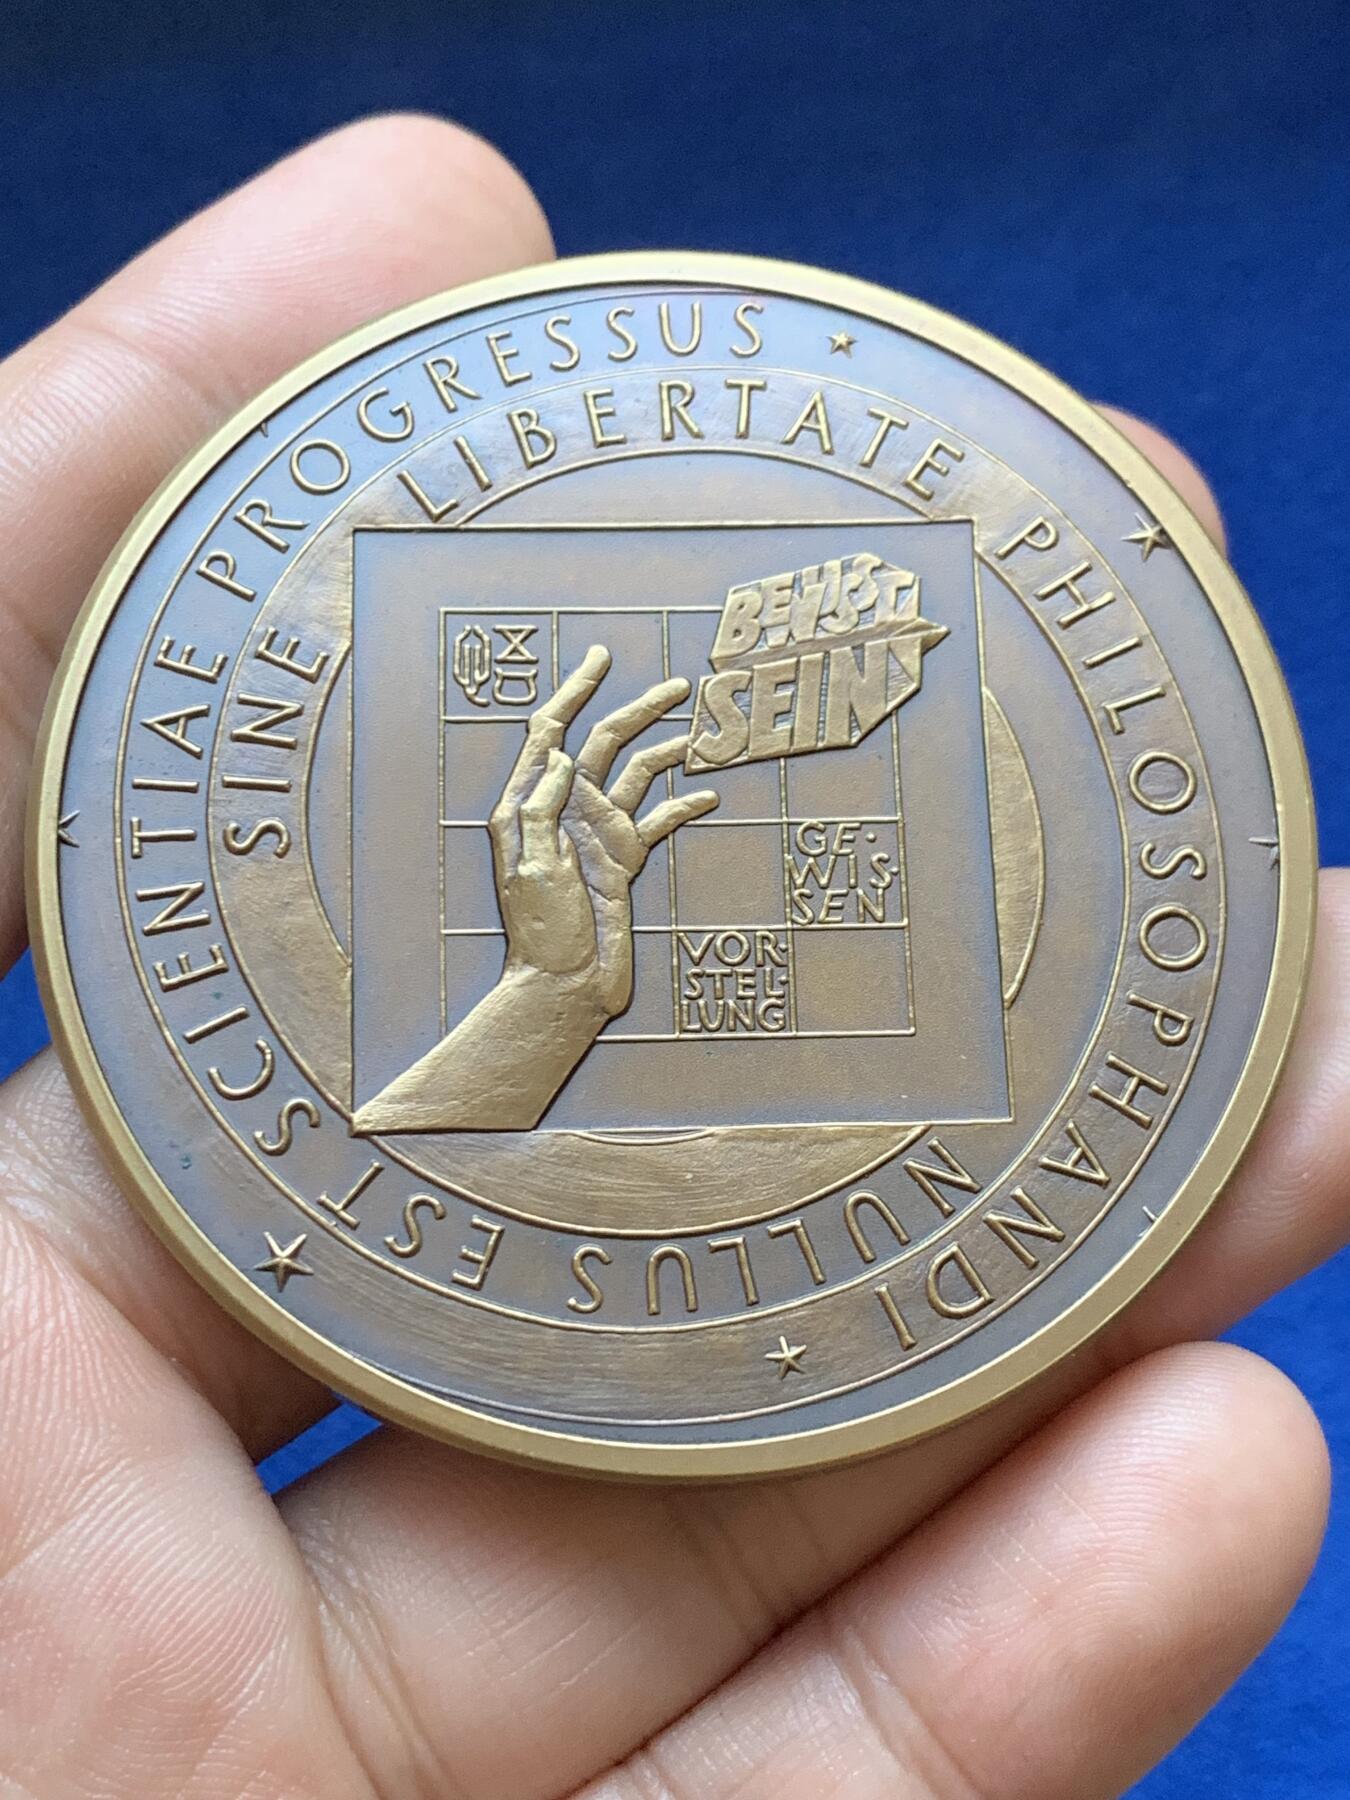 SINE LIBERTATE PHILOSOPHANDI
NULLUS EST SCIENTIAE PROGRESSUS
BEWUSST
SEIN
GE·
WIS·
SEN
VOR·
STEL·
LUNG